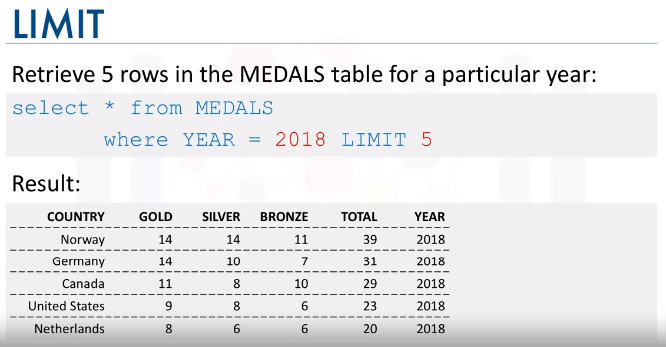 LIMIT
Retrieve 5 rows in the MEDALS table for a particular year:
select * from MEDALS
where YEAR = 2018 LIMIT 5
Result:
COUNTRY GOLD SILVER BRONZE TOTAL YEAR
Norway 14 14 11 39 2018
Germany 14 10 7 31 2018
Canada 11 8 10 29 2018
United States 9 8 6 23 2018
Netherlands 8 6 6 20 2018